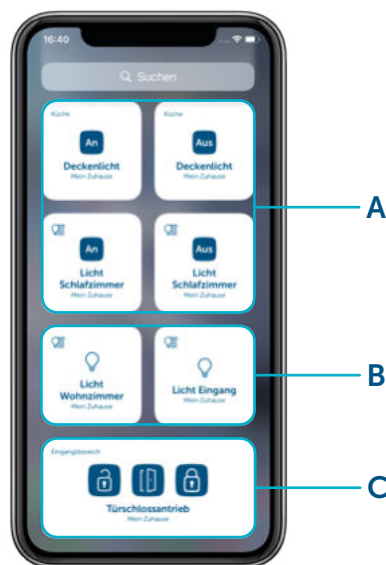 16:40
Suchen
Küche
An
Deckenlicht
Mein Zuhause
Küche
Aus
Deckenlicht
Mein Zuhause
A
An
Licht
Schlafzimmer
Mein Zuhause
Aus
Licht
Schlafzimmer
Mein Zuhause
Licht
Wohnzimmer
Mein Zuhause
Licht Eingang
Mein Zuhause
B
Eingangbereich
Türschlossantrieb
Mein Zuhause
C